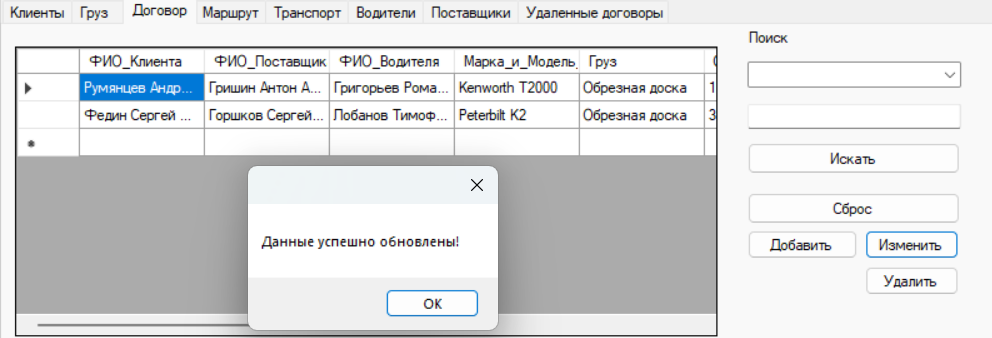 Клиенты Груз Договор Маршрут Транспорт Водители Поставщики Удаленные договоры
Поиск
ФИО_Клиента ФИО_Поставщик ФИО_Водителя Марка_и_Модель_ Груз
Румянцев Андр... Гришин Антон А... Григорьев Рома... Kenworth T2000 Обрезная доска 1
Федин Сергей ... Горшков Сергей... Лобанов Тимоф... Peterbilt K2 Обрезная доска 3
Искать
Сброс
Добавить Изменить
Удалить
Данные успешно обновлены!
OK